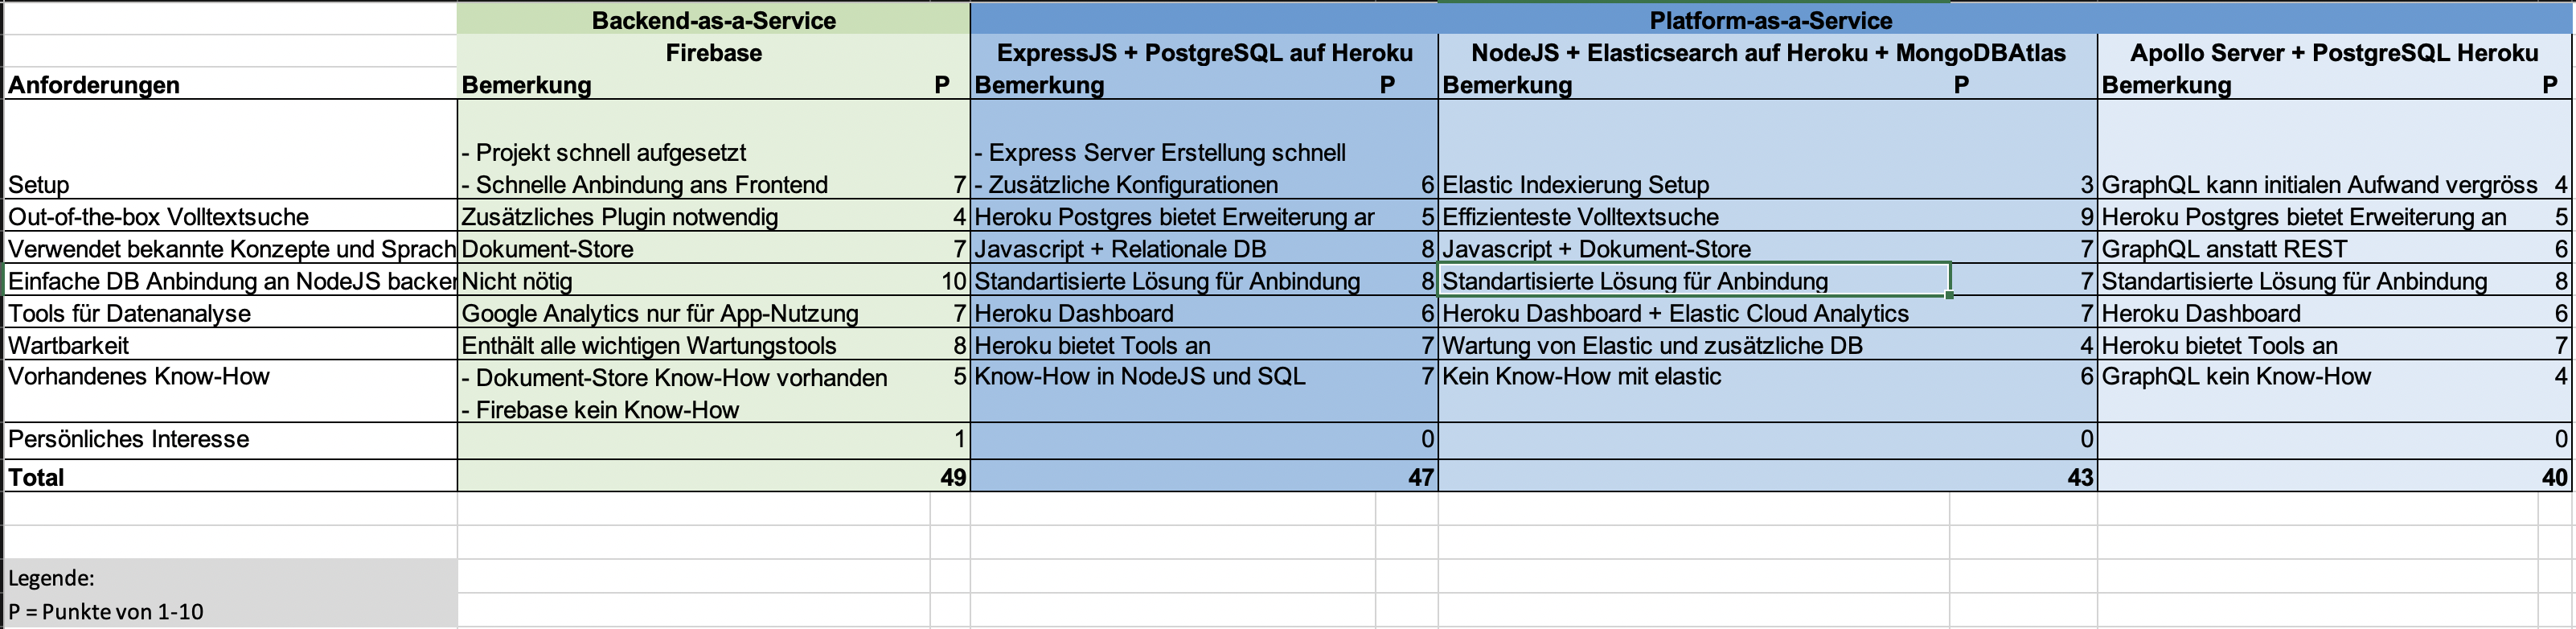 Backend-as-a-Service Platform-as-a-Service
Firebase ExpressJS + PostgreSQL auf Heroku NodeJS + Elasticsearch auf Heroku + MongoDBAtlas Apollo Server + PostgreSQL Heroku
Anforderungen Bemerkung P Bemerkung P Bemerkung P Bemerkung P
- Projekt schnell aufgesetzt - Express Server Erstellung schnell
Setup - Schnelle Anbindung ans Frontend 7 - Zusätzliche Konfigurationen 6 Elastic Indexierung Setup 3 GraphQL kann initialen Aufwand vergröss 4
Out-of-the-box Volltextsuche Zusätzliches Plugin notwendig 4 Heroku Postgres bietet Erweiterung ar 5 Effizienteste Volltextsuche 9 Heroku Postgres bietet Erweiterung an 5
Verwendet bekannte Konzepte und Sprach Dokument-Store 7 Javascript + Relationale DB 8 Javascript + Dokument-Store 7 GraphQL anstatt REST 6
Einfache DB Anbindung an NodeJS backer Nicht nötig 10 Standartisierte Lösung für Anbindung 8 Standartisierte Lösung für Anbindung 7 Standartisierte Lösung für Anbindung 8
Tools für Datenanalyse Google Analytics nur für App-Nutzung 7 Heroku Dashboard 6 Heroku Dashboard + Elastic Cloud Analytics 7 Heroku Dashboard 6
Wartbarkeit Enthält alle wichtigen Wartungstools 8 Heroku bietet Tools an 7 Wartung von Elastic und zusätzliche DB 4 Heroku bietet Tools an 7
Vorhandenes Know-How - Dokument-Store Know-How vorhanden 5 Know-How in NodeJS und SQL 7 Kein Know-How mit elastic 6 GraphQL kein Know-How 4
- Firebase kein Know-How
Persönliches Interesse 1 0 0 0
Total 49 47 43 40
Legende:
P = Punkte von 1-10